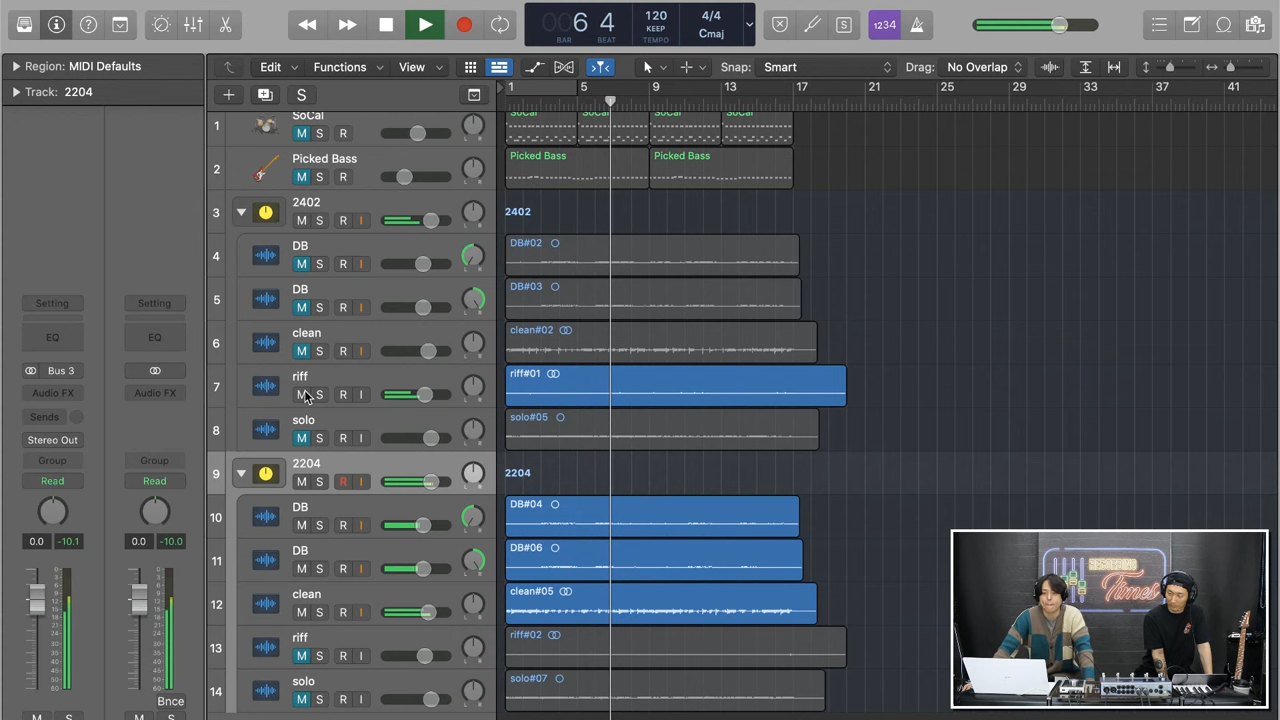 6 4
BAR
BEAT
120
KEEP
TEMPO
4/4
Cmaj
1234
Region: MIDI Defaults
Edit
Functions
View
Snap: Smart
Drag: No Overlap
Track: 2204
S
1 5 9 13 17 21 25 29 33 37 41
1
SoCal
M S R
SoCal SoCal SoCal SoCal
2
Picked Bass
M S R
Picked Bass Picked Bass
3
2402
M S R I
2402
4
DB
M S R I
DB#02
5
DB
M S R I
DB#03
6
clean
M S R I
clean#02
7
riff
M S R I
riff#01
8
solo
M S R I
solo#05
9
2204
M S R I
2204
10
DB
M S R I
DB#04
11
DB
M S R I
DB#06
12
clean
M S R I
clean#05
13
riff
M S R I
riff#02
14
solo
M S R I
solo#07
Setting Setting
EQ EQ
Bus 3
Audio FX Audio FX
Sends
Stereo Out
Group Group
Read Read
0.0 -10.1 0.0 -10.0
Bnce
M S M S
Times